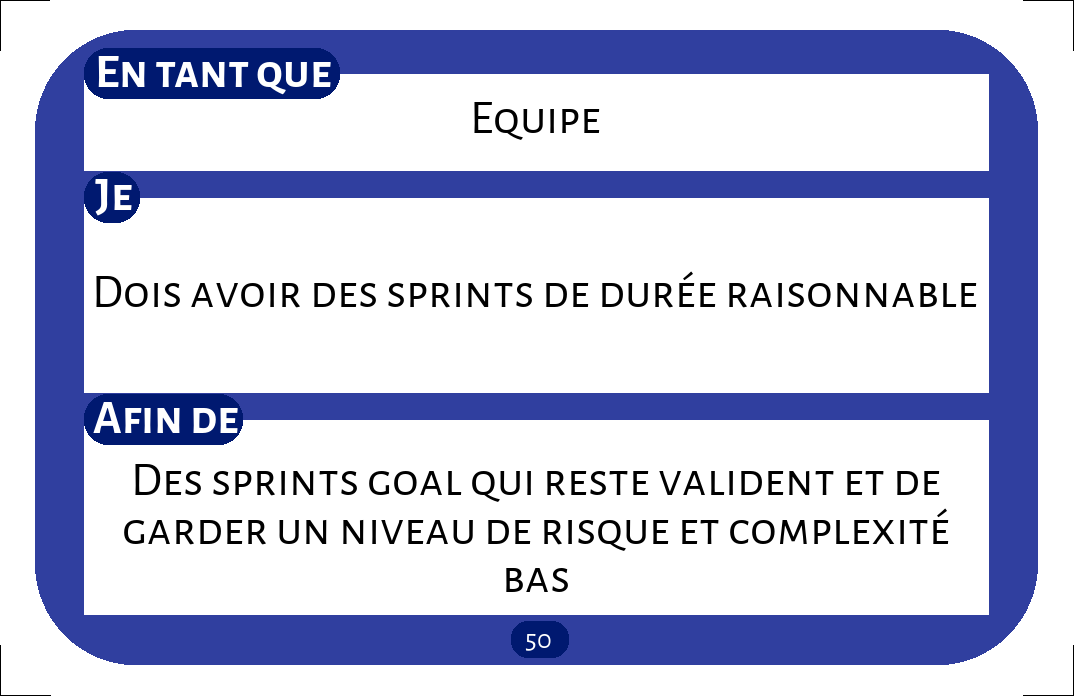 En tant que
Equipe
Je
Dois avoir des sprints de durée raisonnable
Afin de
Des sprints goal qui reste valident et de
garder un niveau de risque et complexité
bas
50